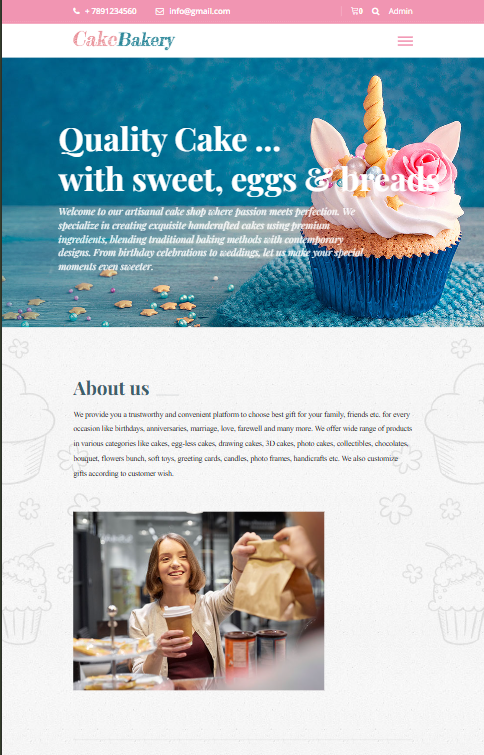 + 7891234560 info@gmail.com 0 Admin
CakeBakery
Quality Cake ...
with sweet, eggs & breads
Welcome to our artisanal cake shop where passion meets perfection. We
specialize in creating exquisite handcrafted cakes using premium
ingredients, blending traditional baking methods with contemporary
designs. From birthday celebrations to weddings, let us make your special
moments even sweeter.
About us
We provide you a trustworthy and convenient platform to choose best gift for your family, friends etc. for every
occasion like birthdays, anniversaries, marriage, love, farewell and many more. We offer wide range of products
in various categories like cakes, egg-less cakes, drawing cakes, 3D cakes, photo cakes, collectibles, chocolates,
bouquet, flowers bunch, soft toys, greeting cards, candles, photo frames, handicrafts etc. We also customize
gifts according to customer wish.